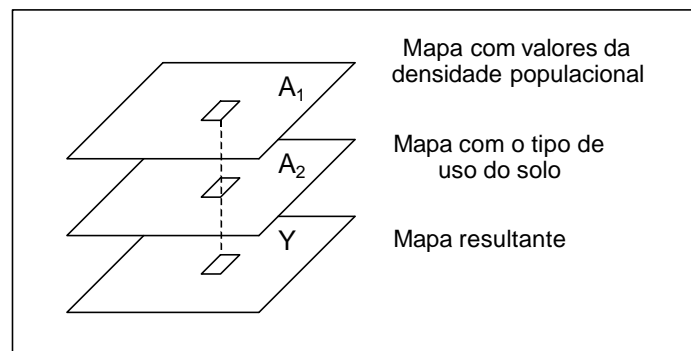 A1
Mapa com valores da
densidade populacional
A2
Mapa com o tipo de
uso do solo
Y
Mapa resultante